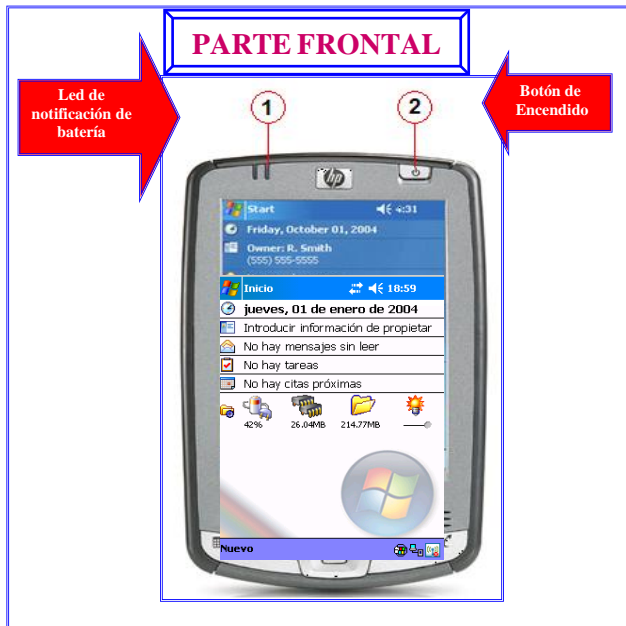 PARTE FRONTAL
Led de
notificación de
batería
1
2
Botón de
Encendido
hp
Start 4:31
Friday, October 01, 2004
Owner: R. Smith
(555) 555-5555
Inicio 18:59
jueves, 01 de enero de 2004
Introducir información de propietar
No hay mensajes sin leer
No hay tareas
No hay citas próximas
42% 26.04MB 214.77MB
Nuevo